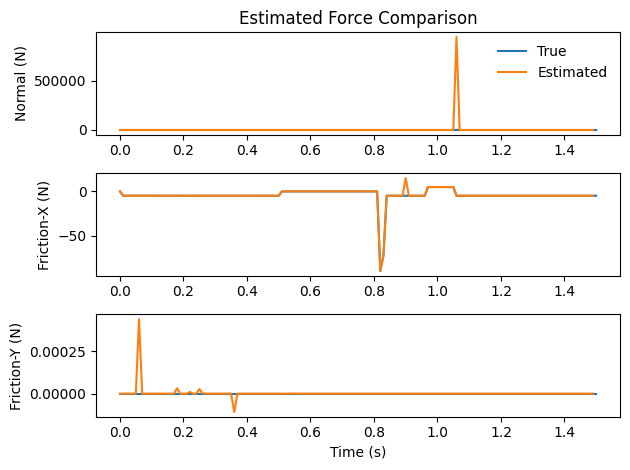 Estimated Force Comparison
Normal (N)
500000
0
True
Estimated
0.0 0.2 0.4 0.6 0.8 1.0 1.2 1.4
Friction-X (N)
0
−50
0.0 0.2 0.4 0.6 0.8 1.0 1.2 1.4
Friction-Y (N)
0.00025
0.00000
0.0 0.2 0.4 0.6 0.8 1.0 1.2 1.4
Time (s)